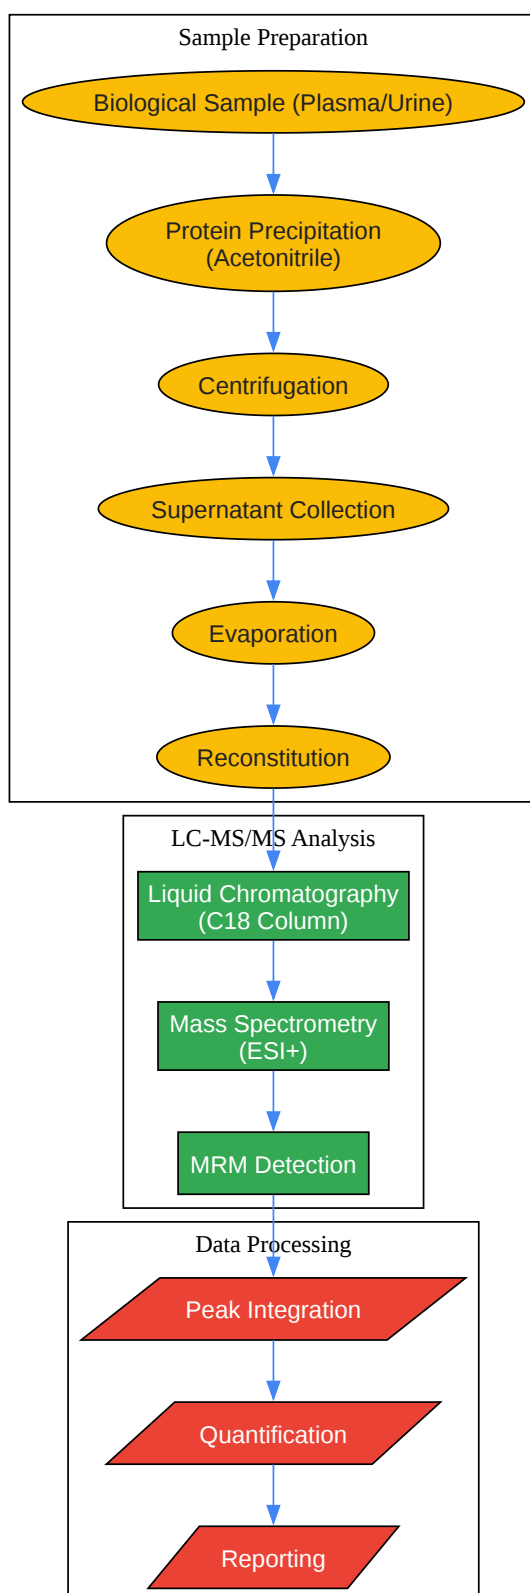 Sample Preparation
Biological Sample (Plasma/Urine)
Protein Precipitation
(Acetonitrile)
Centrifugation
Supernatant Collection
Evaporation
Reconstitution
LC-MS/MS Analysis
Liquid Chromatography
(C18 Column)
Mass Spectrometry
(ESI+)
MRM Detection
Data Processing
Peak Integration
Quantification
Reporting